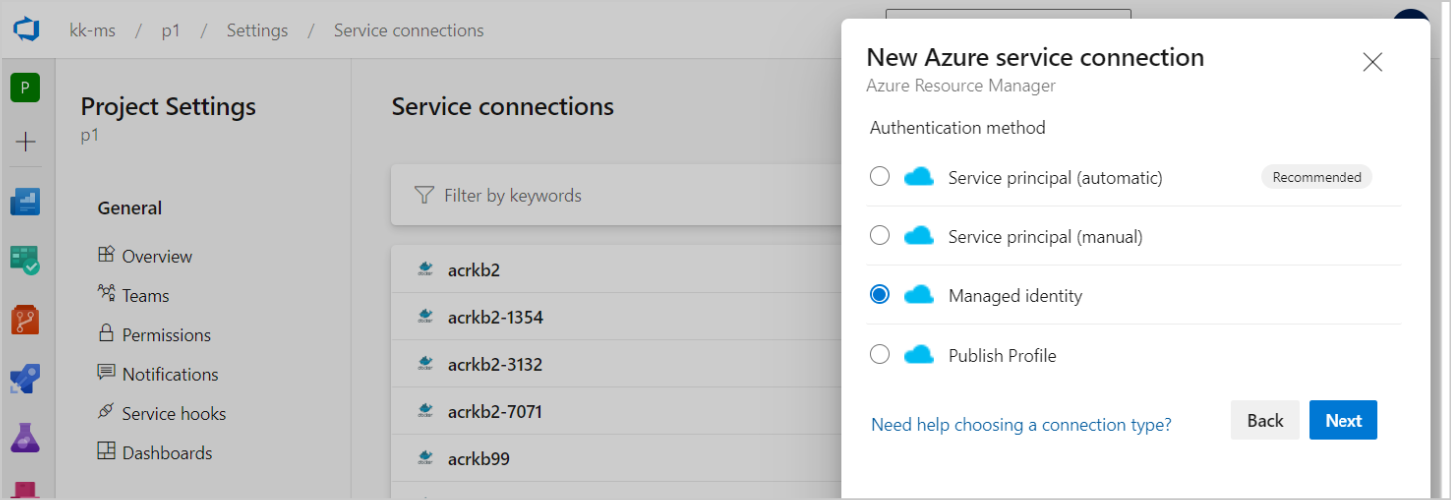 kk-ms / p1 / Settings / Service connections
P
Project Settings
p1
General
Overview
Teams
Permissions
Notifications
Service hooks
Dashboards
Service connections
Filter by keywords
acrkb2
acrkb2-1354
acrkb2-3132
acrkb2-7071
acrkb99
New Azure service connection
Azure Resource Manager
Authentication method
Service principal (automatic) Recommended
Service principal (manual)
Managed identity
Publish Profile
Need help choosing a connection type? Back Next